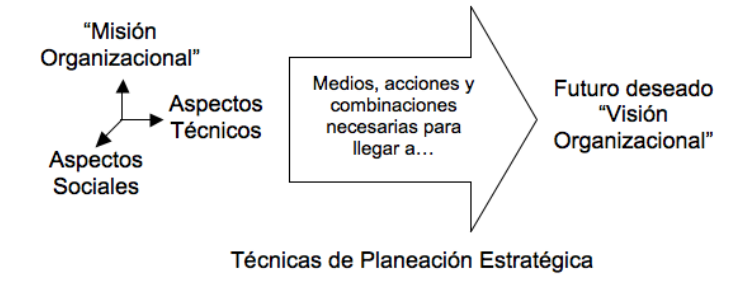 “Misión
Organizacional”
Aspectos
Técnicos
Aspectos
Sociales
Medios, acciones y
combinaciones
necesarias para
llegar a…
Futuro deseado
“Visión
Organizacional”
Técnicas de Planeación Estratégica